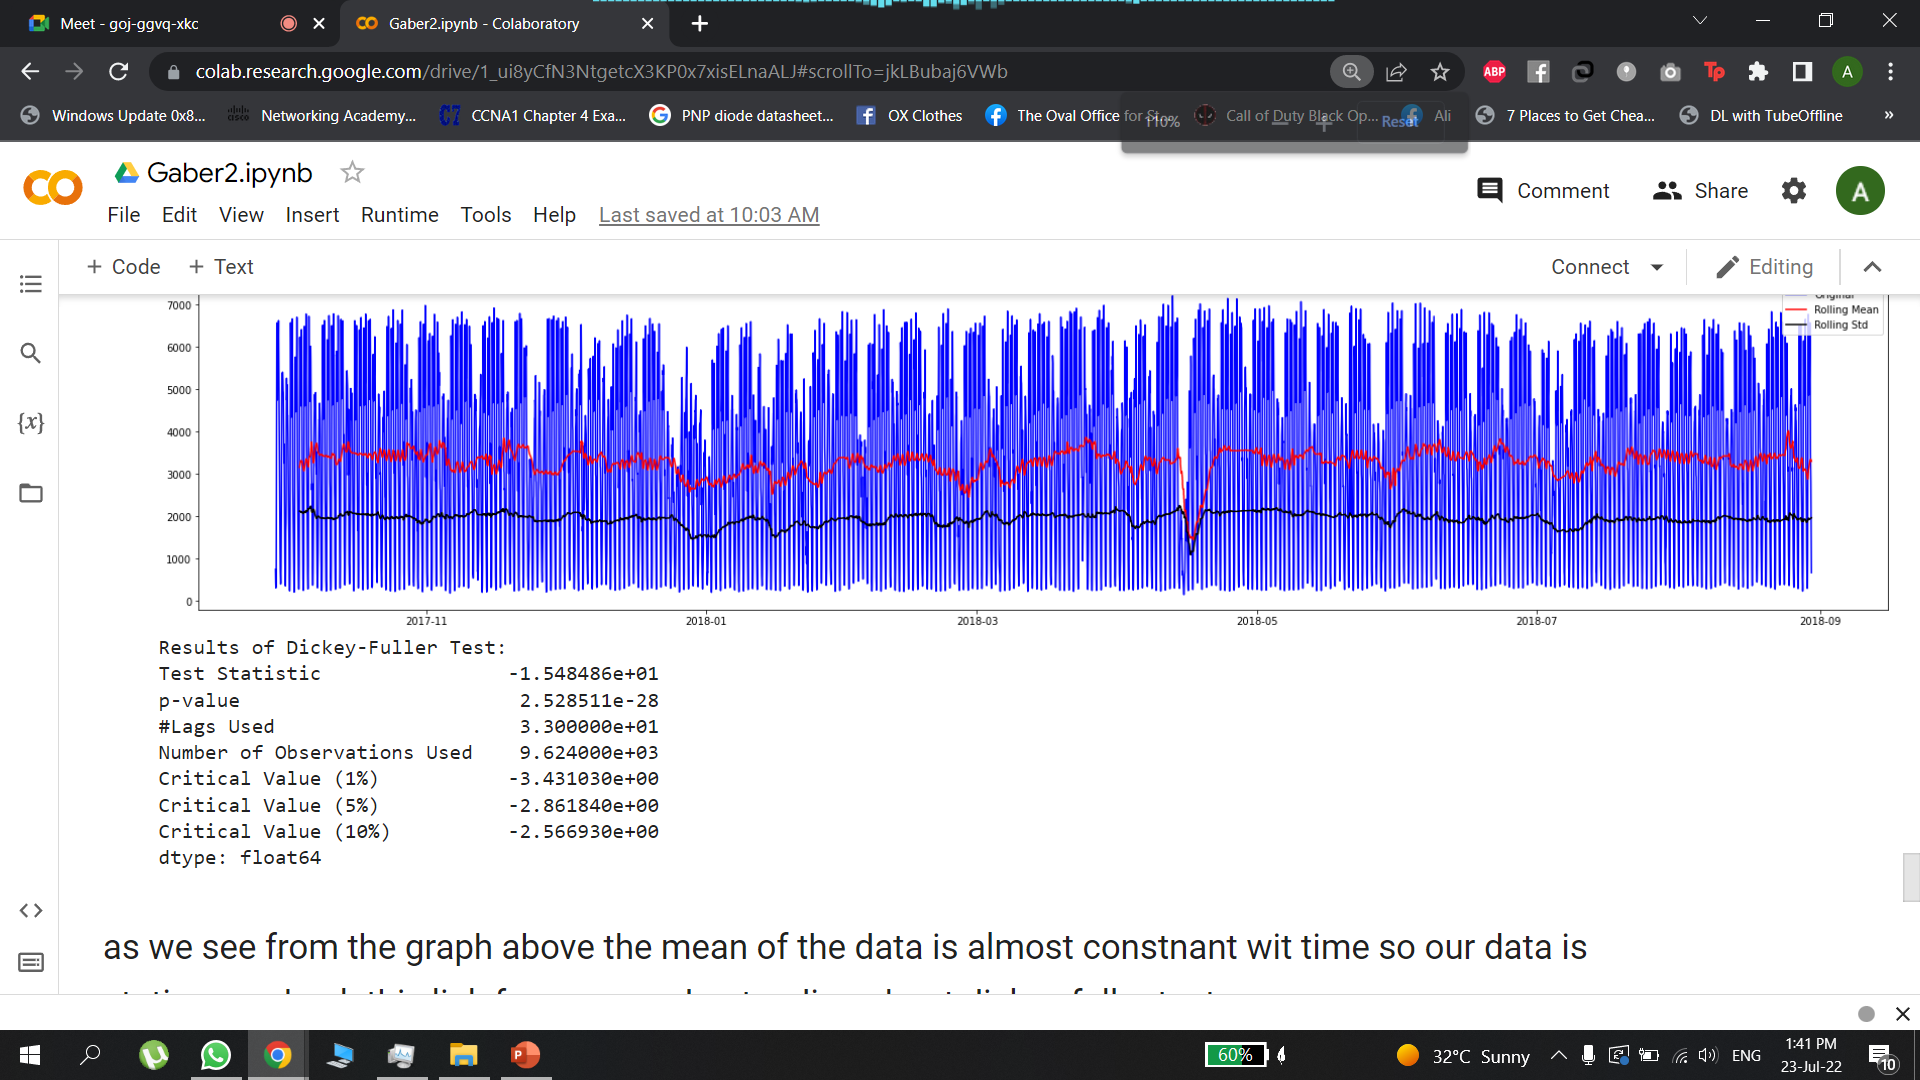 Meet - goj-ggvq-xkc
Gaber2.ipynb - Colaboratory
colab.research.google.com/drive/1_ui8yCfN3NtgetcX3KP0x7xisELnaALJ#scrollTo=jkLBubaj6VWb
ABP
Tp
A
Windows Update 0x8...
Networking Academy...
CCNA1 Chapter 4 Exa...
PNP diode datasheet...
OX Clothes
The Oval Office for St...
Call of Duty Black Op...
Ali
7 Places to Get Chea...
DL with TubeOffline
»
110%
Reset
Gaber2.ipynb
Comment
Share
A
File Edit View Insert Runtime Tools Help Last saved at 10:03 AM
+ Code + Text
Connect
Editing
{x}
Original
Rolling Mean
Rolling Std
7000
6000
5000
4000
3000
2000
1000
0
2017-11 2018-01 2018-03 2018-05 2018-07 2018-09
Results of Dickey-Fuller Test:
Test Statistic -1.548486e+01
p-value 2.528511e-28
#Lags Used 3.300000e+01
Number of Observations Used 9.624000e+03
Critical Value (1%) -3.431030e+00
Critical Value (5%) -2.861840e+00
Critical Value (10%) -2.566930e+00
dtype: float64
as we see from the graph above the mean of the data is almost constnant wit time so our data is
60%
32°C Sunny
ENG
1:41 PM
23-Jul-22
10